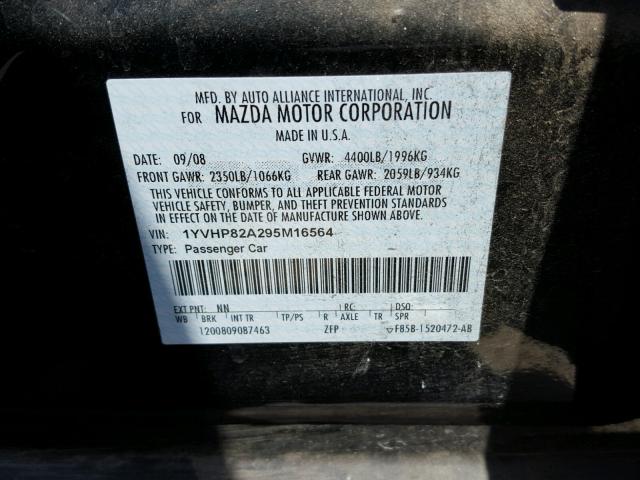 MFD. BY AUTO ALLIANCE INTERNATIONAL, INC.
FOR MAZDA MOTOR CORPORATION
MADE IN U.S.A.
DATE: 09/08 GVWR: 4400LB/1996KG
FRONT GAWR: 2350LB/1066KG REAR GAWR: 2059LB/934KG
THIS VEHICLE CONFORMS TO ALL APPLICABLE FEDERAL MOTOR
VEHICLE SAFETY, BUMPER, AND THEFT PREVENTION STANDARDS
IN EFFECT ON THE DATE OF MANUFACTURE SHOWN ABOVE.
VIN: 1YVHP82A295M16564
TYPE: Passenger Car
EXT PNT: NN RC: DSO:
WB BRK INT TR TP/PS R AXLE TR SPR
1200809087463 ZFP F85B-1520472-AB